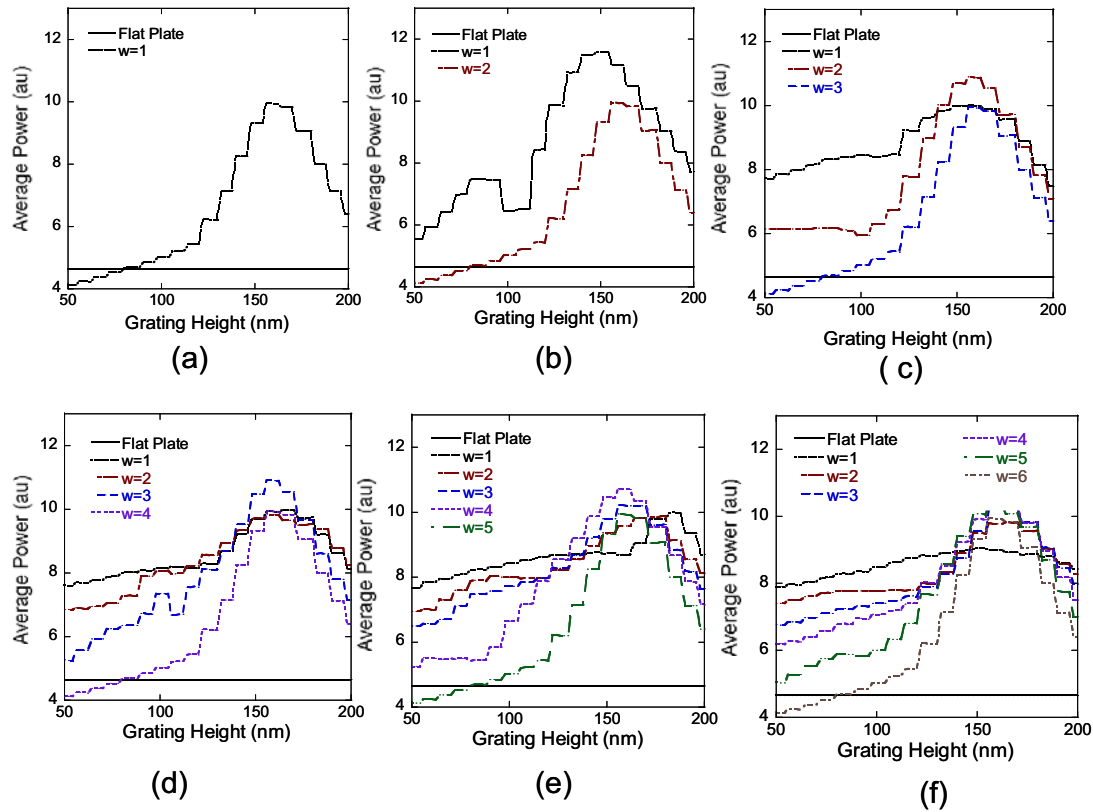 Flat Plate
w=1
12
10
8
6
4
50
100
150
200
Average Power (au)
Grating Height (nm)
(a)
Flat Plate
w=1
w=2
12
10
8
6
4
50
100
150
200
Average Power (au)
Grating Height (nm)
(b)
Flat Plate
w=1
w=2
w=3
12
10
8
6
4
50
100
150
200
Average Power (au)
Grating Height (nm)
( c)
Flat Plate
w=1
w=2
w=3
w=4
12
10
8
6
4
50
100
150
200
Average Power (au)
Grating Height (nm)
(d)
Flat Plate
w=1
w=2
w=3
w=4
w=5
12
10
8
6
4
50
100
150
200
Average Power (au)
Grating Height (nm)
(e)
Flat Plate
w=1
w=2
w=3
w=4
w=5
w=6
12
10
8
6
4
50
100
150
200
Average Power (au)
Grating Height (nm)
(f)